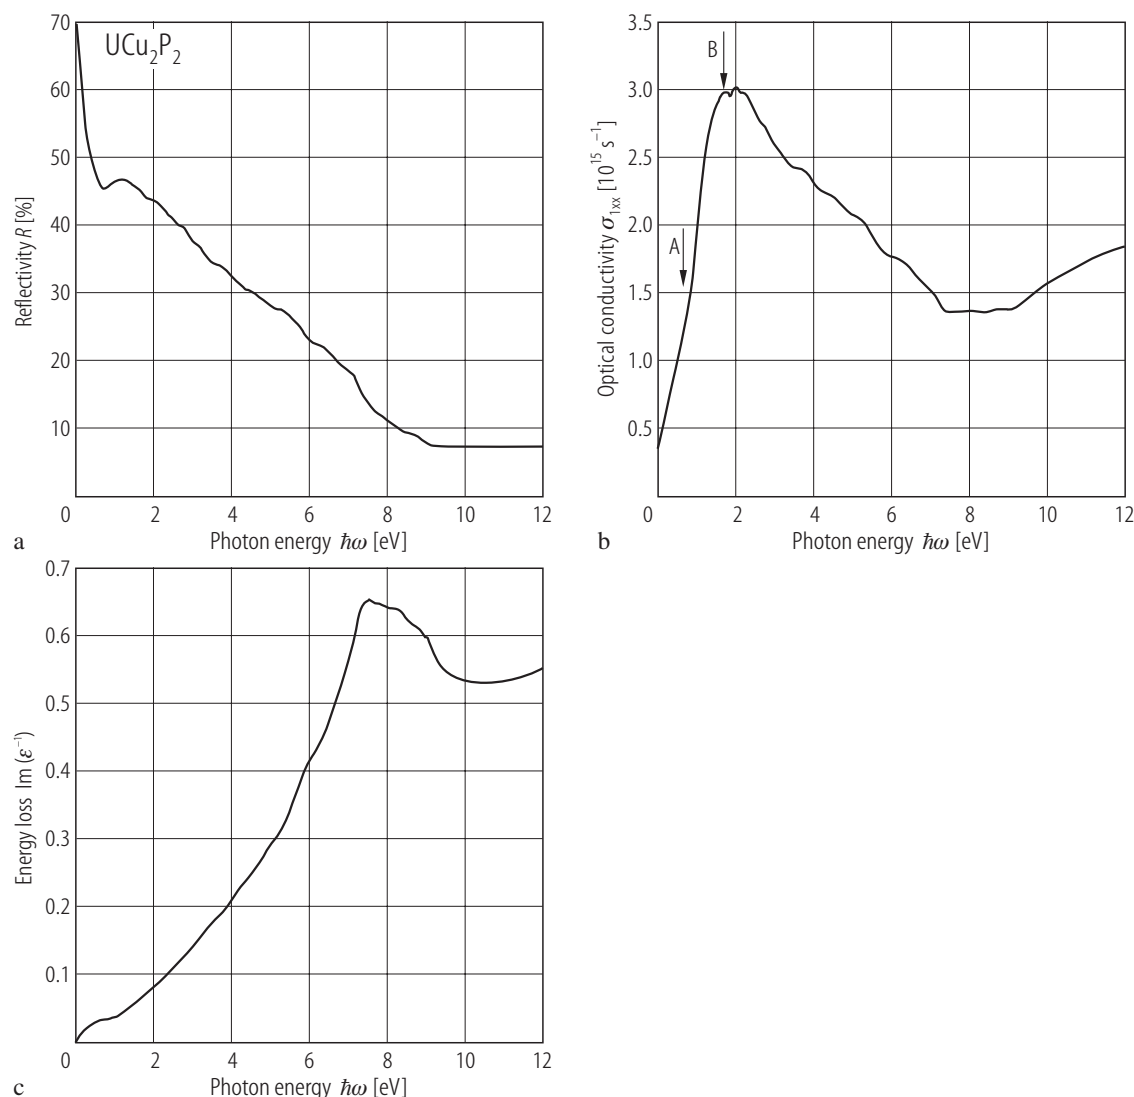 UCu₂P₂
70
60
50
40
30
20
10
Reflectivity R [%]
0 2 4 6 8 10 12
Photon energy ħω [eV]
a
3.5
3.0
2.5
2.0
1.5
1.0
0.5
Optical conductivity σ₁ₓₓ [10¹⁵ s⁻¹]
B
A
0 2 4 6 8 10 12
Photon energy ħω [eV]
b
0.7
0.6
0.5
0.4
0.3
0.2
0.1
Energy loss Im (ε⁻¹)
0 2 4 6 8 10 12
Photon energy ħω [eV]
c